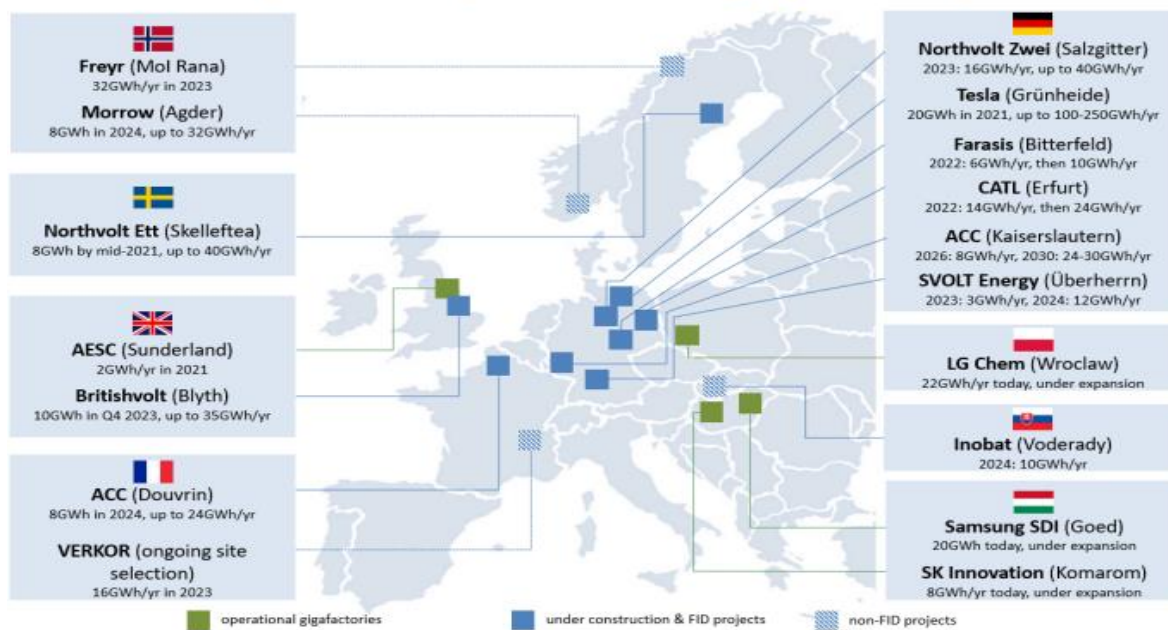 Freyr (Mol Rana)
32GWh/yr in 2023
Morrow (Agder)
8GWh in 2024, up to 32GWh/yr
Northvolt Ett (Skelleftea)
8GWh by mid-2021, up to 40GWh/yr
AESC (Sunderland)
2GWh/yr in 2021
Britishvolt (Blyth)
10GWh in Q4 2023, up to 35GWh/yr
ACC (Douvrin)
8GWh in 2024, up to 24GWh/yr
VERKOR (ongoing site
selection)
16GWh/yr in 2023
Northvolt Zwei (Salzgitter)
2023: 16GWh/yr, up to 40GWh/yr
Tesla (Grünheide)
20GWh in 2021, up to 100-250GWh/yr
Farasis (Bitterfeld)
2022: 6GWh/yr, then 10GWh/yr
CATL (Erfurt)
2022: 14GWh/yr, then 24GWh/yr
ACC (Kaiserslautern)
2026: 8GWh/yr, 2030: 24-30GWh/yr
SVOLT Energy (Überherrn)
2023: 3GWh/yr, 2024: 12GWh/yr
LG Chem (Wroclaw)
22GWh/yr today, under expansion
Inobat (Voderady)
2024: 10GWh/yr
Samsung SDI (Goed)
20GWh today, under expansion
SK Innovation (Komarom)
8GWh/yr today, under expansion
operational gigafactories
under construction & FID projects
non-FID projects